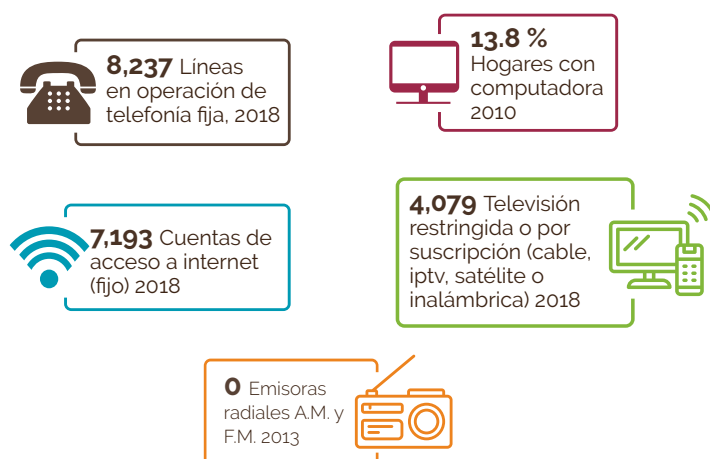 8,237 Líneas
en operación de
telefonía fija, 2018
13.8 %
Hogares con
computadora
2010
7,193 Cuentas de
acceso a internet
(fijo) 2018
4,079 Televisión
restringida o por
suscripción (cable,
iptv, satélite o
inalámbrica) 2018
0 Emisoras
radiales A.M. y
F.M. 2013